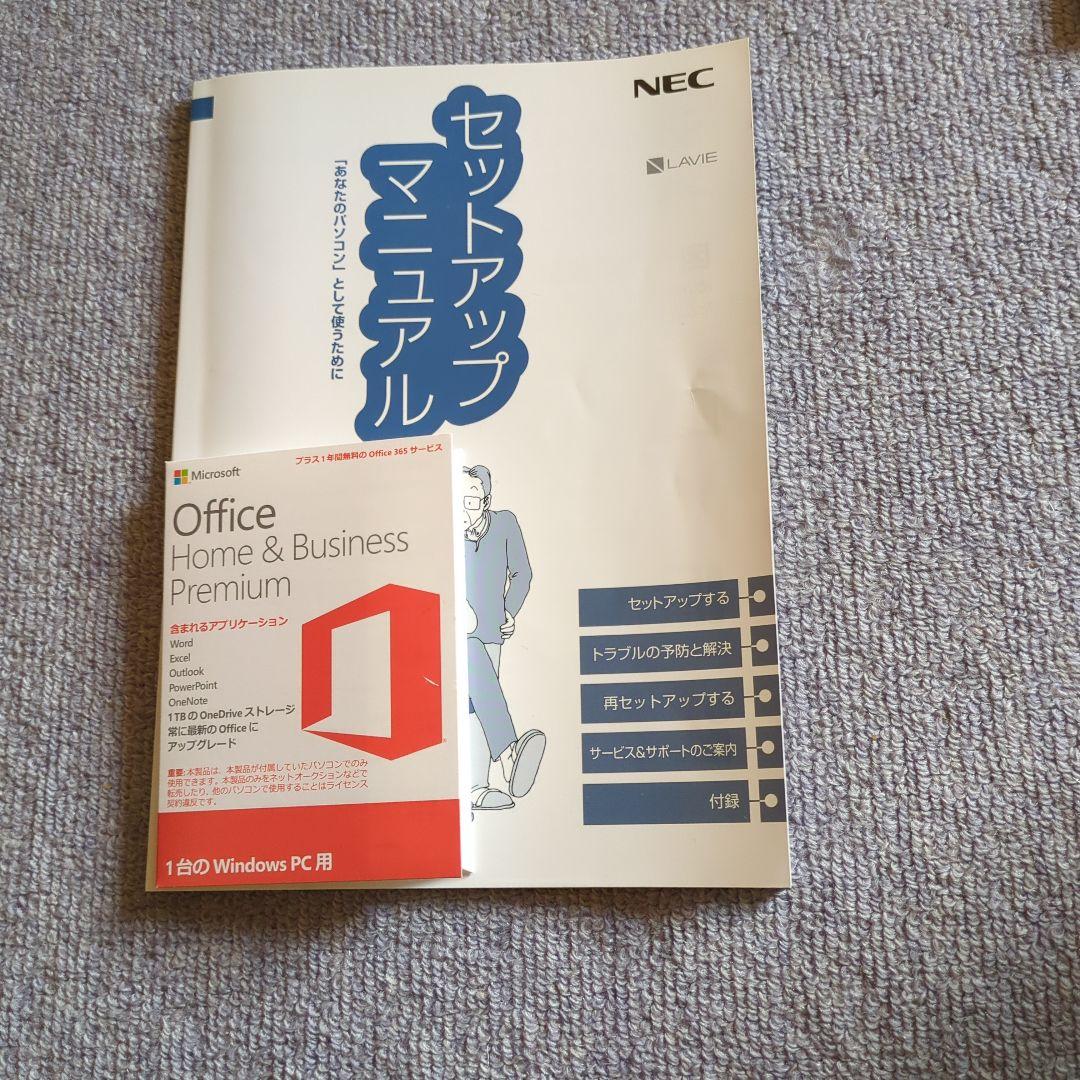 NEC
LAVIE
セットアップ
マニュアル
「あなたのパソコン」として使うために
セットアップする
トラブルの予防と解決
再セットアップする
サービス&サポートのご案内
付録
プラス1年間無料の Office 365 サービス
Microsoft
Office
Home & Business
Premium
含まれるアプリケーション
Word
Excel
Outlook
PowerPoint
OneNote
1TB の OneDrive ストレージ
常に最新の Office に
アップグレード
重要: 本製品は、本製品が付属していたパソコンでのみ
使用できます。本製品のみをネットオークションなどで
転売したり、他のパソコンで使用することはライセンス
契約違反です。
1台の Windows PC 用